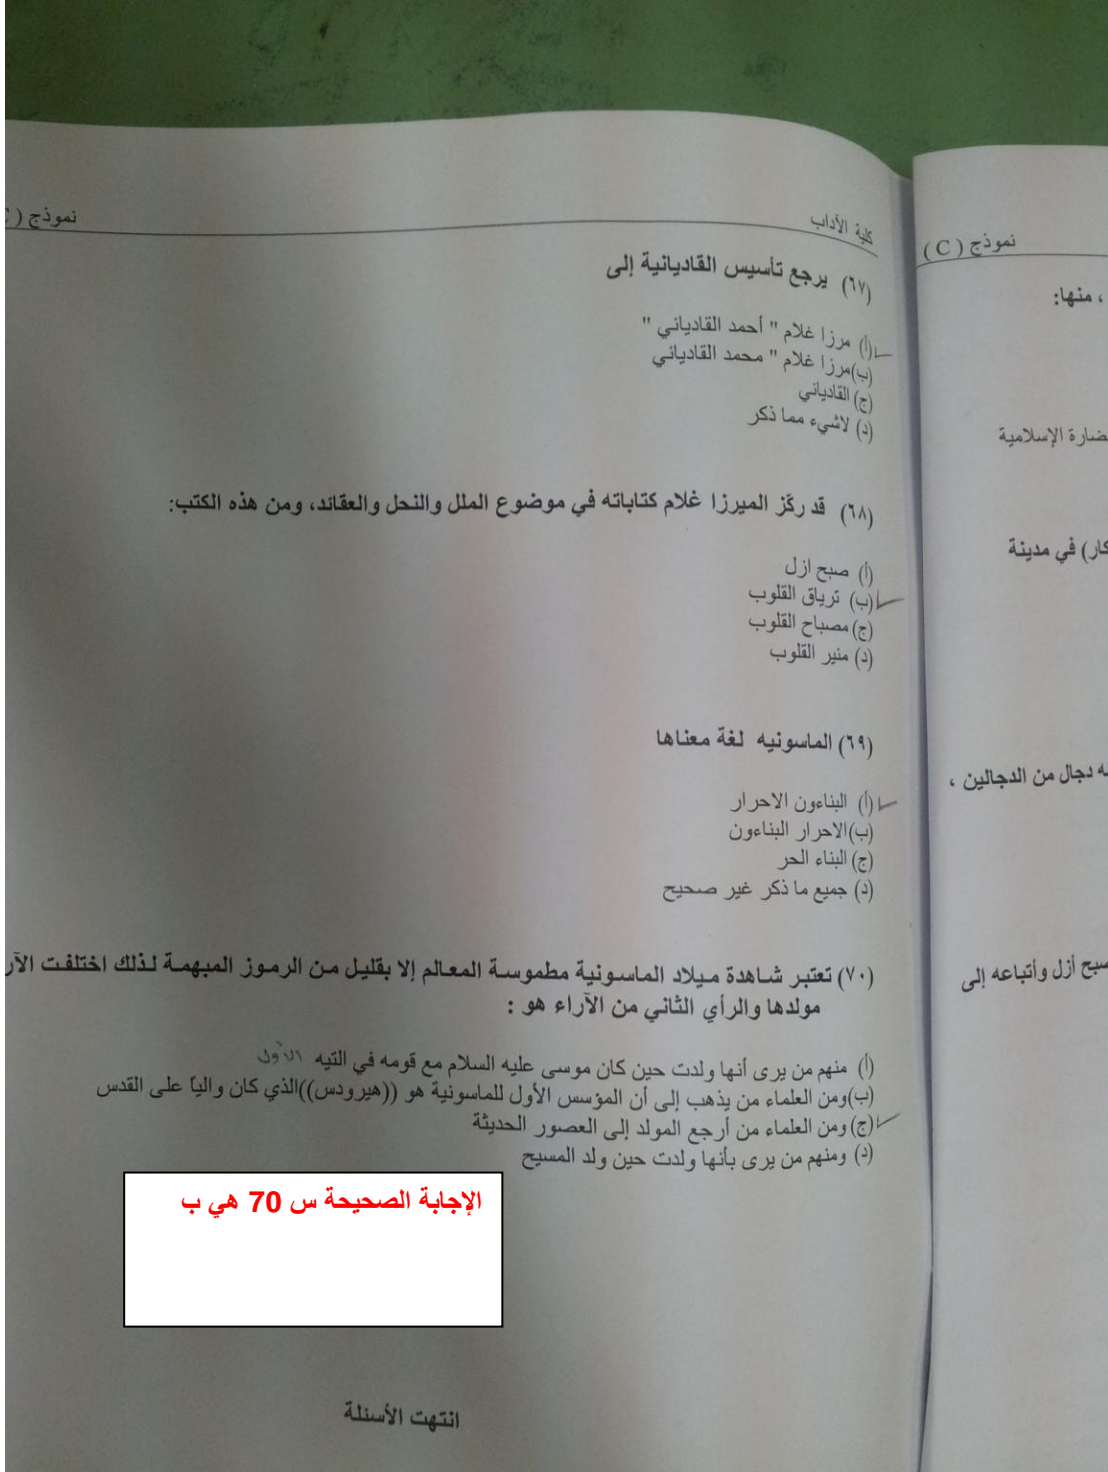 كلية الآداب
نموذج (
(٦٧) يرجع تأسيس القاديانية إلى
(أ) مرزا غلام " أحمد القادياني "
(ب)مرزا غلام " محمد القادياني
(ج) القادياني
(د) لاشيء مما ذكر
(٦٨) قد ركّز الميرزا غلام كتاباته في موضوع الملل والنحل والعقائد، ومن هذه الكتب:
(أ) صبح ازل
(ب) ترياق القلوب
(ج) مصباح القلوب
(د) منير القلوب
(٦٩) الماسونيه لغة معناها
(أ) البناءون الاحرار
(ب)الاحرار البناءون
(ج) البناء الحر
(د) جميع ما ذكر غير صحيح
(٧٠) تعتبر شاهدة ميلاد الماسونية مطموسة المعالم إلا بقليل من الرموز المبهمة لذلك اختلفت الآر
مولدها والرأي الثاني من الآراء هو :
(أ) منهم من يرى أنها ولدت حين كان موسى عليه السلام مع قومه في التيه الأول
(ب)ومن العلماء من يذهب إلى أن المؤسس الأول للماسونية هو ((هيرودس))الذي كان والياً على القدس
(ج) ومن العلماء من أرجع المولد إلى العصور الحديثة
(د) ومنهم من يرى بأنها ولدت حين ولد المسيح
الإجابة الصحيحة س 70 هي ب
انتهت الأسئلة
نموذج ( C )
، منها:
ضارة الإسلامية
كار) في مدينة
ه دجال من الدجالين ،
صبح أزل وأتباعه إلى